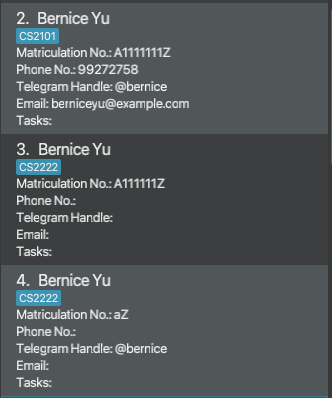 2. Bernice Yu
CS2101
Matriculation No.: A1111111Z
Phone No.: 99272758
Telegram Handle: @bernice
Email: berniceyu@example.com
Tasks:
3. Bernice Yu
CS2222
Matriculation No.: A111111Z
Phone No.:
Telegram Handle:
Email:
Tasks:
4. Bernice Yu
CS2222
Matriculation No.: aZ
Phone No.:
Telegram Handle: @bernice
Email:
Tasks: